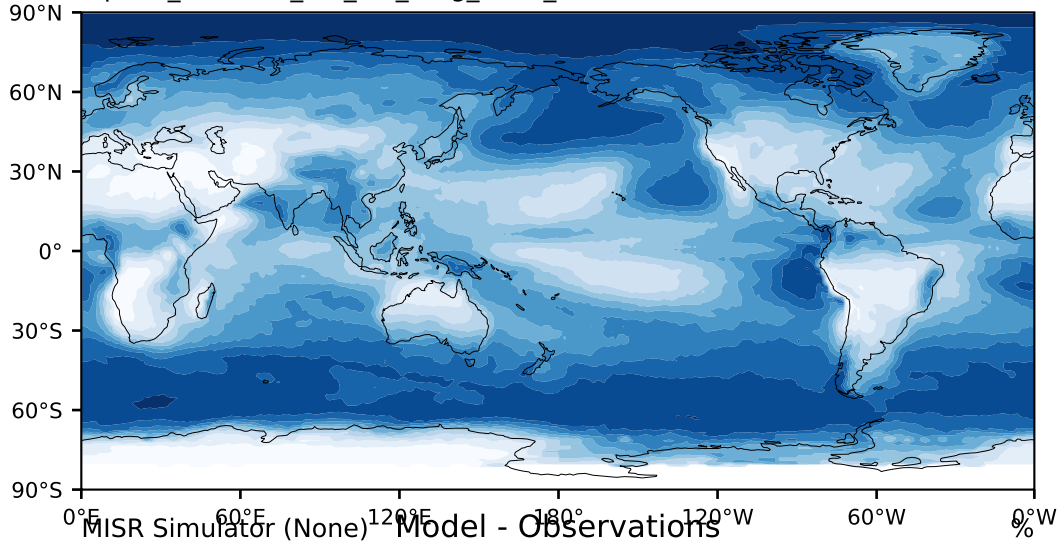 90°N
60°N
30°N
0°
30°S
60°S
90°S
0°E 60°E 120°E 180° 120°W 60°W 0°W
MISR Simulator (None) Model - Observations %